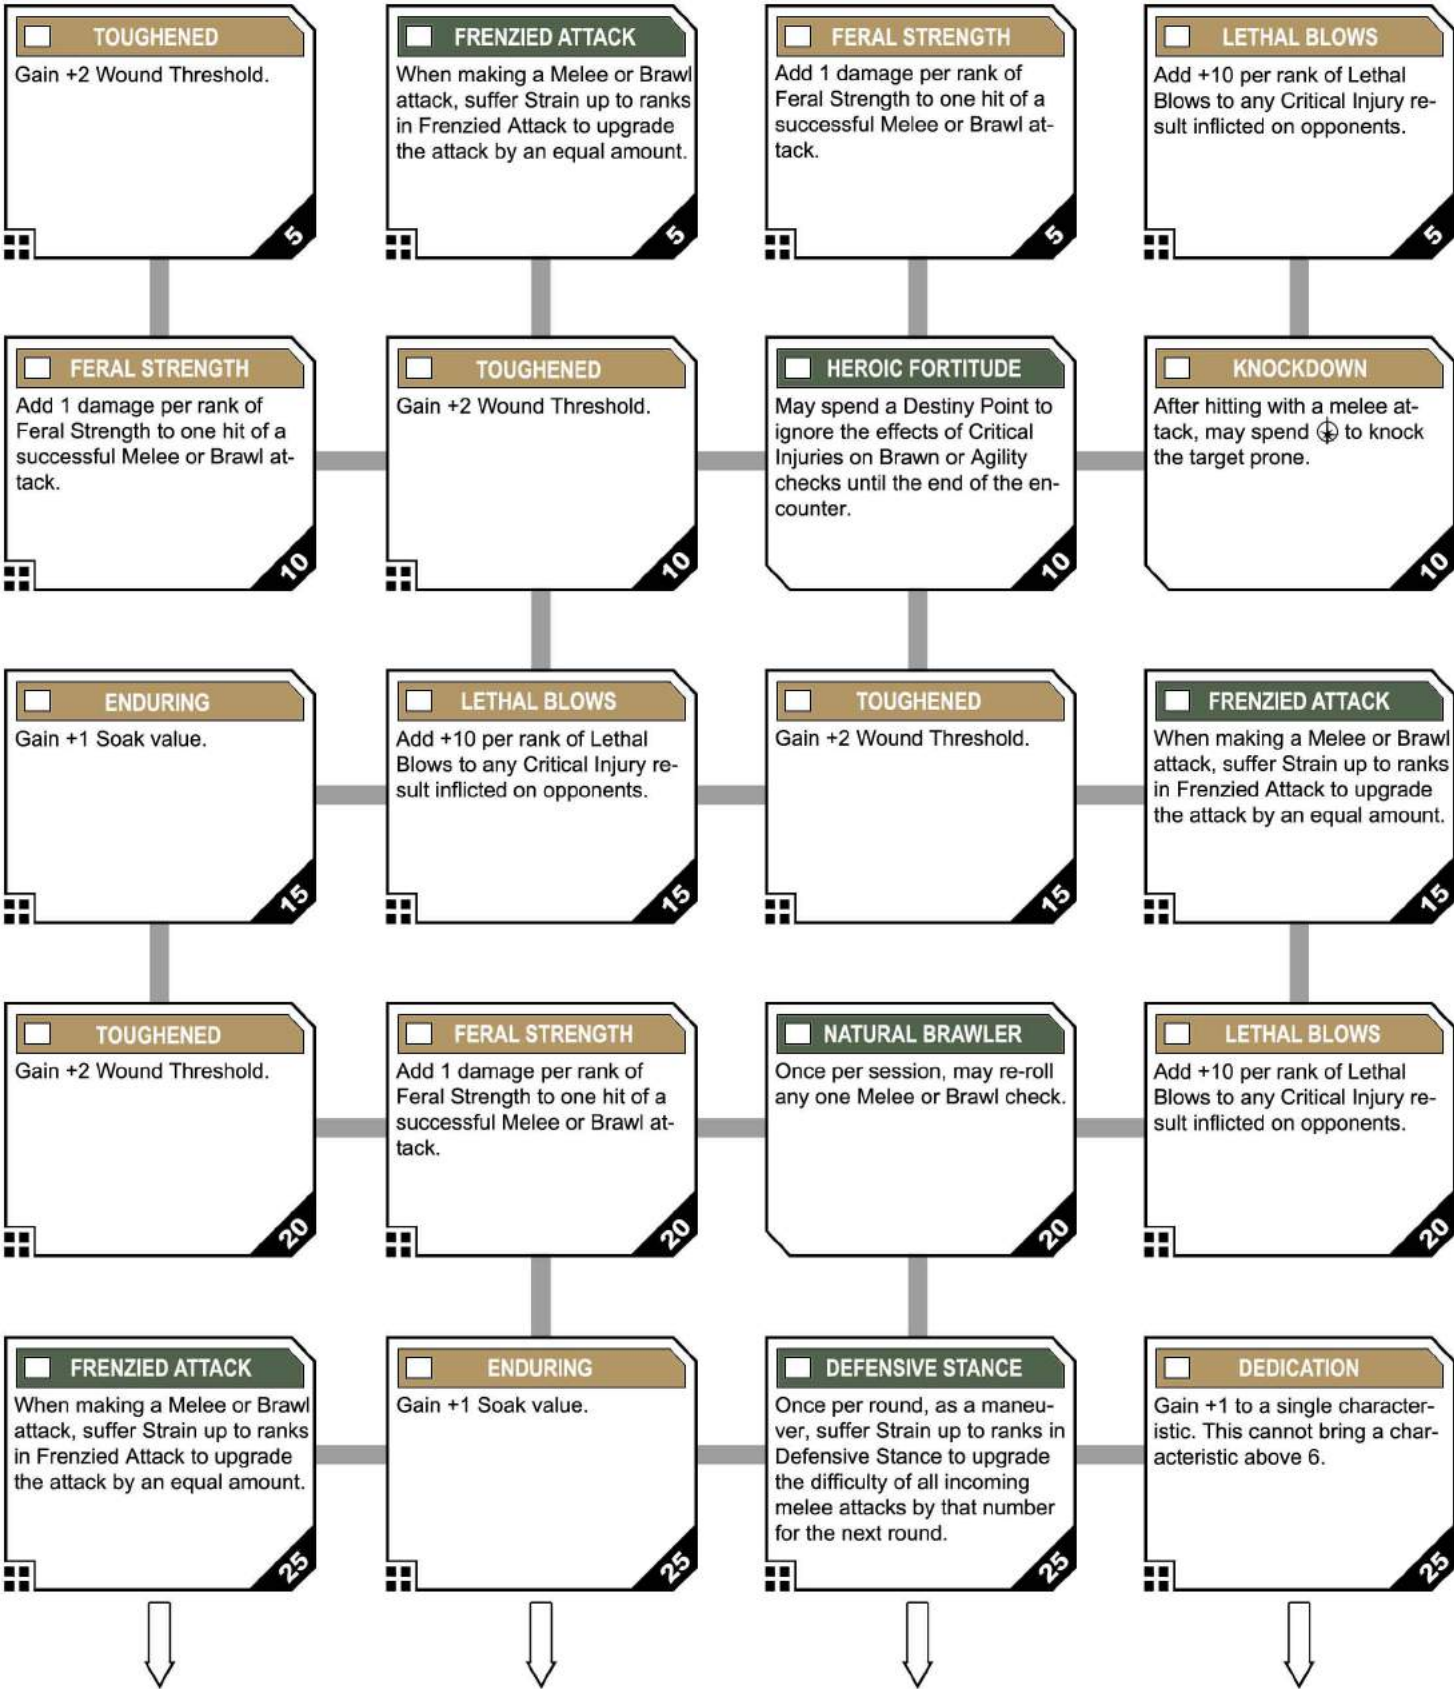 TOUGHENED
Gain +2 Wound Threshold.
5
FRENZIED ATTACK
When making a Melee or Brawl
attack, suffer Strain up to ranks
in Frenzied Attack to upgrade
the attack by an equal amount.
5
FERAL STRENGTH
Add 1 damage per rank of
Feral Strength to one hit of a
successful Melee or Brawl at-
tack.
5
LETHAL BLOWS
Add +10 per rank of Lethal
Blows to any Critical Injury re-
sult inflicted on opponents.
5
FERAL STRENGTH
Add 1 damage per rank of
Feral Strength to one hit of a
successful Melee or Brawl at-
tack.
10
TOUGHENED
Gain +2 Wound Threshold.
10
HEROIC FORTITUDE
May spend a Destiny Point to
ignore the effects of Critical
Injuries on Brawn or Agility
checks until the end of the en-
counter.
10
KNOCKDOWN
After hitting with a melee at-
tack, may spend to knock
the target prone.
10
ENDURING
Gain +1 Soak value.
15
LETHAL BLOWS
Add +10 per rank of Lethal
Blows to any Critical Injury re-
sult inflicted on opponents.
15
TOUGHENED
Gain +2 Wound Threshold.
15
FRENZIED ATTACK
When making a Melee or Brawl
attack, suffer Strain up to ranks
in Frenzied Attack to upgrade
the attack by an equal amount.
15
TOUGHENED
Gain +2 Wound Threshold.
20
FERAL STRENGTH
Add 1 damage per rank of
Feral Strength to one hit of a
successful Melee or Brawl at-
tack.
20
NATURAL BRAWLER
Once per session, may re-roll
any one Melee or Brawl check.
20
LETHAL BLOWS
Add +10 per rank of Lethal
Blows to any Critical Injury re-
sult inflicted on opponents.
20
FRENZIED ATTACK
When making a Melee or Brawl
attack, suffer Strain up to ranks
in Frenzied Attack to upgrade
the attack by an equal amount.
25
ENDURING
Gain +1 Soak value.
25
DEFENSIVE STANCE
Once per round, as a maneu-
ver, suffer Strain up to ranks in
Defensive Stance to upgrade
the difficulty of all incoming
melee attacks by that number
for the next round.
25
DEDICATION
Gain +1 to a single character-
istic. This cannot bring a char-
acteristic above 6.
25